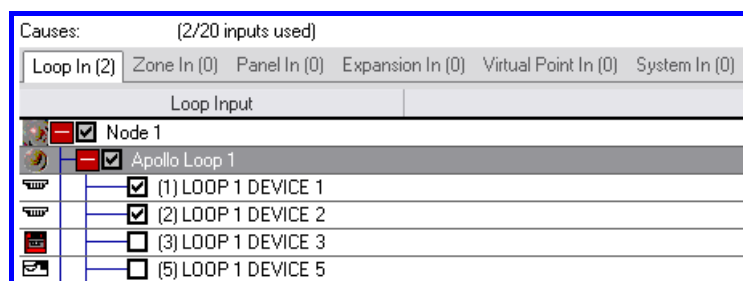 Causes: (2/20 inputs used)
Loop In (2) Zone In (0) Panel In (0) Expansion In (0) Virtual Point In (0) System In (0)
Loop Input
Node 1
Apollo Loop 1
(1) LOOP 1 DEVICE 1
(2) LOOP 1 DEVICE 2
(3) LOOP 1 DEVICE 3
(5) LOOP 1 DEVICE 5